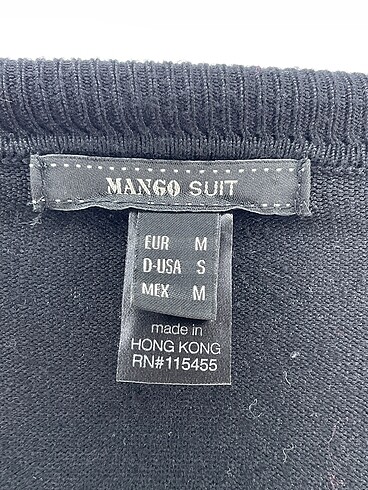 MANGO SUIT
EUR M
D-USA S
MEX M
made in
HONG KONG
RN#115455